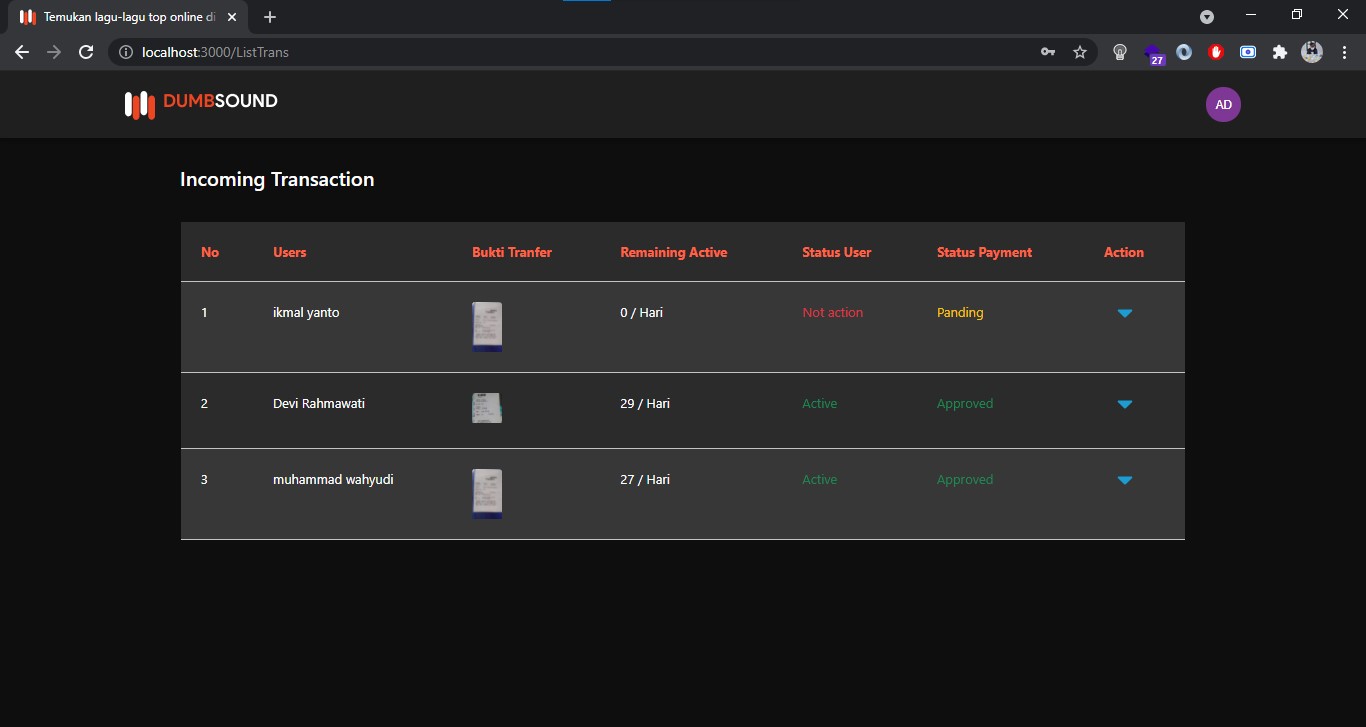 Temukan lagu-lagu top online di
localhost:3000/ListTrans
27
DUMBSOUND
AD
Incoming Transaction
No Users Bukti Tranfer Remaining Active Status User Status Payment Action
1 ikmal yanto 0 / Hari Not action Panding
2 Devi Rahmawati 29 / Hari Active Approved
3 muhammad wahyudi 27 / Hari Active Approved